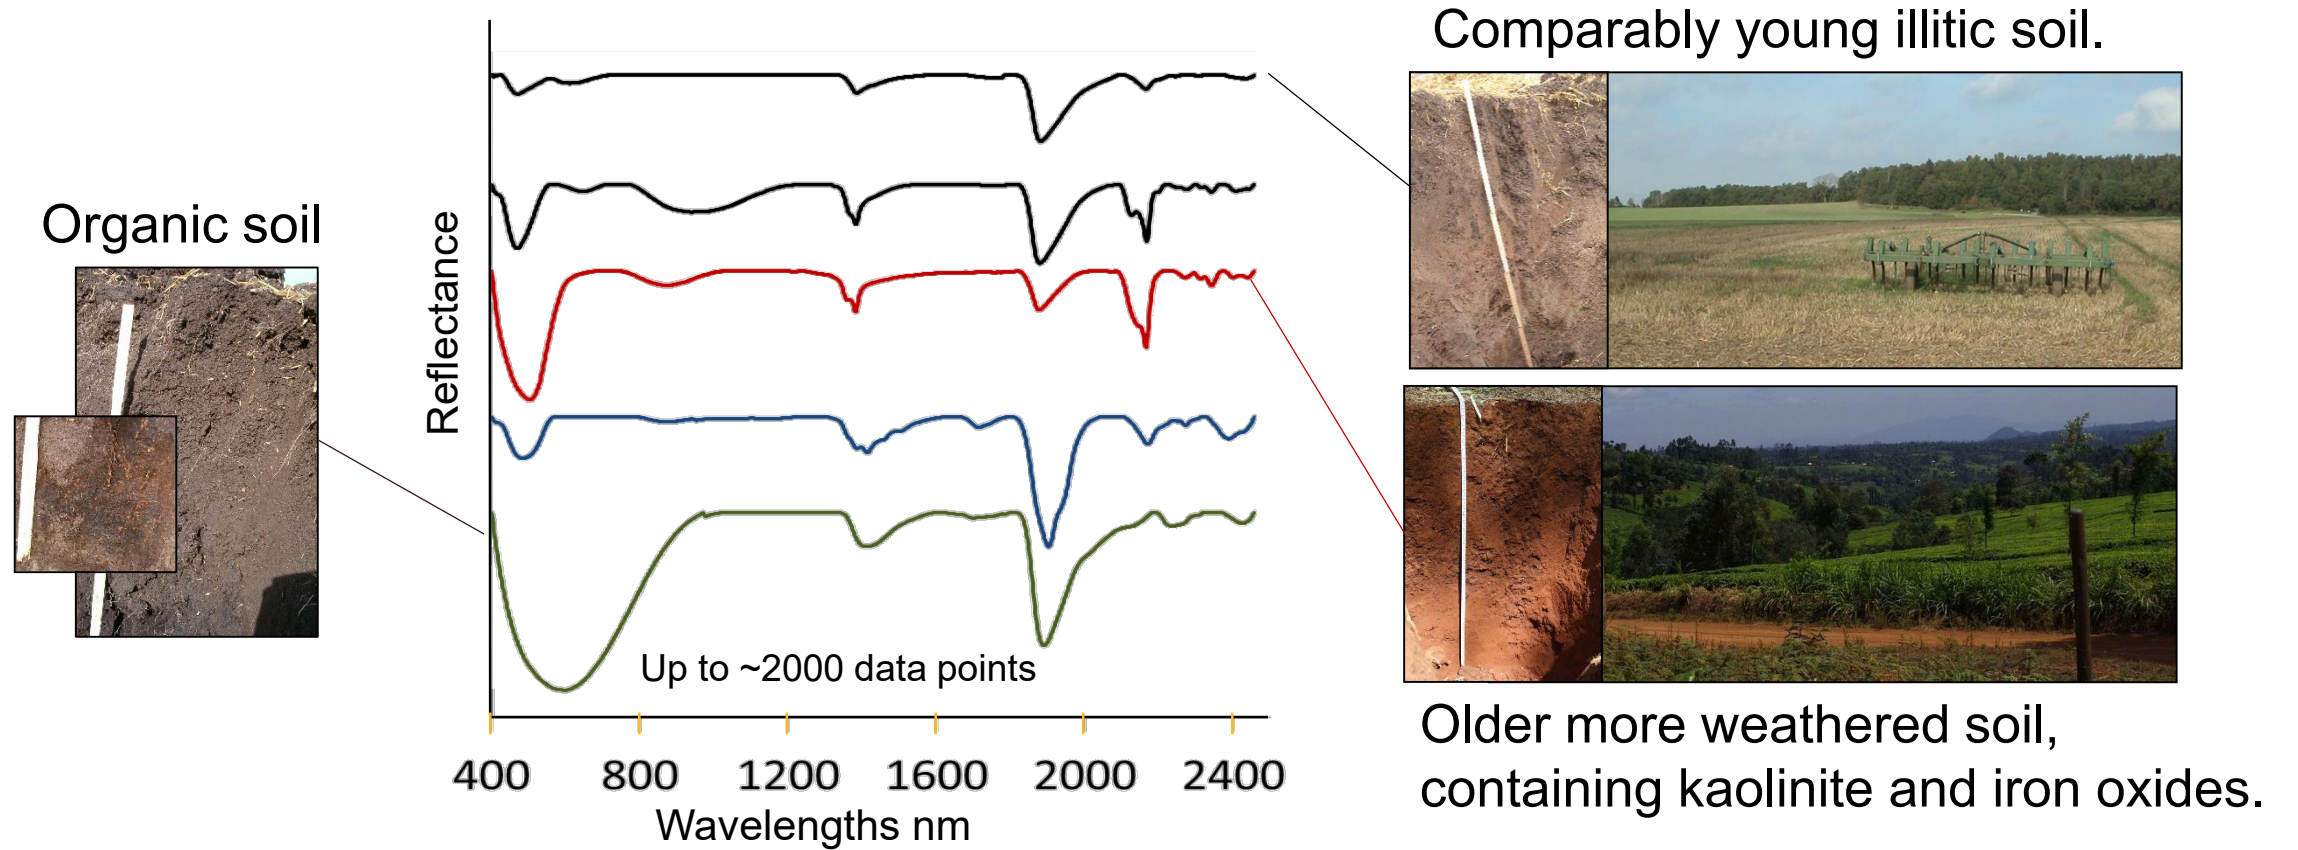 Comparably young illitic soil.
Organic soil
Reflectance
Up to ~2000 data points
400 800 1200 1600 2000 2400
Wavelengths nm
Older more weathered soil,
containing kaolinite and iron oxides.